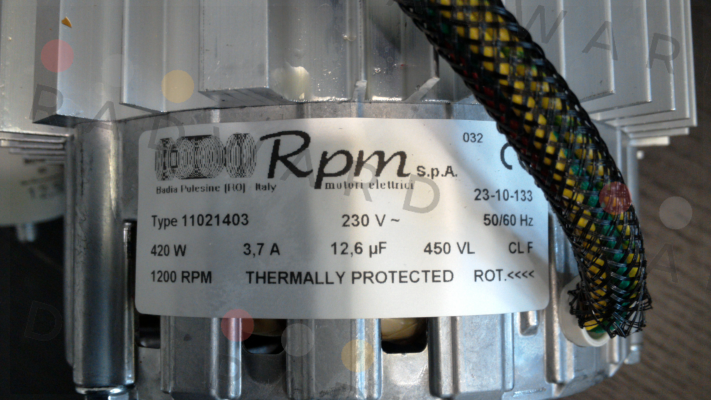 032
Rpm S.p.A.
Badia Polesine [RO] Italy motori elettrici
23-10-133
Type 11021403 230 V ~ 50/60 Hz
420 W 3,7 A 12,6 µF 450 VL CL F
1200 RPM THERMALLY PROTECTED ROT.<<<<